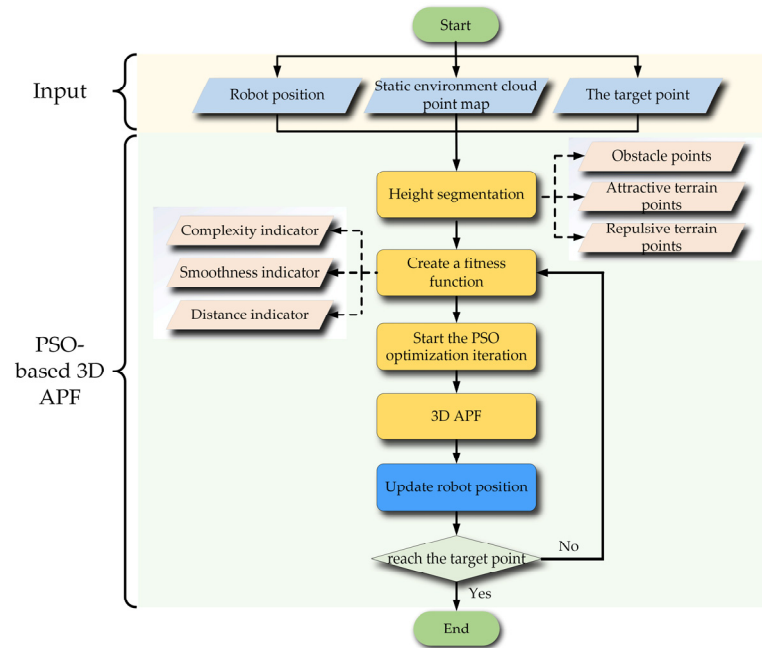 Start
Input
Robot position
Static environment cloud
point map
The target point
Height segmentation
Obstacle points
Attractive terrain
points
Repulsive terrain
points
Complexity indicator
Smoothness indicator
Distance indicator
Create a fitness
function
Start the PSO
optimization iteration
PSO-
based 3D
APF
3D APF
Update robot position
reach the target point
No
Yes
End